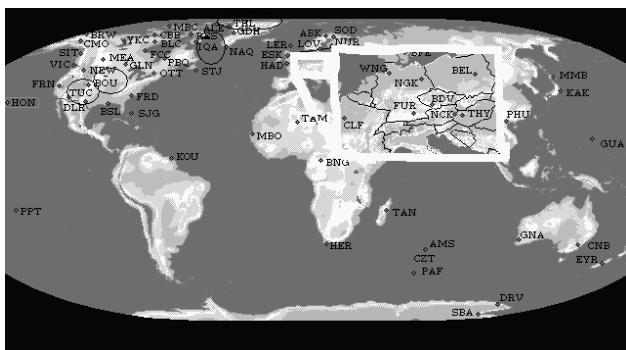 MBC ALE THL
BRW YKC CBB RES GDH ABK SOD
CMO BLC IQA LER LOV NUR
SIT MEA FCC NAQ ESK SPE
VIC GLN PBQ HAD WNG BEL
NEW OTT STJ NGK
FRN BOU MMB
TUC BDV KAK
HON DLR FRD FUR
BSL SJG TAM CLF NCK THY PHU
MBO GUA
KOU BNG
PPT TAN
GNA
HER AMS CNB
CZT EYR
PAF
DRV
SBA